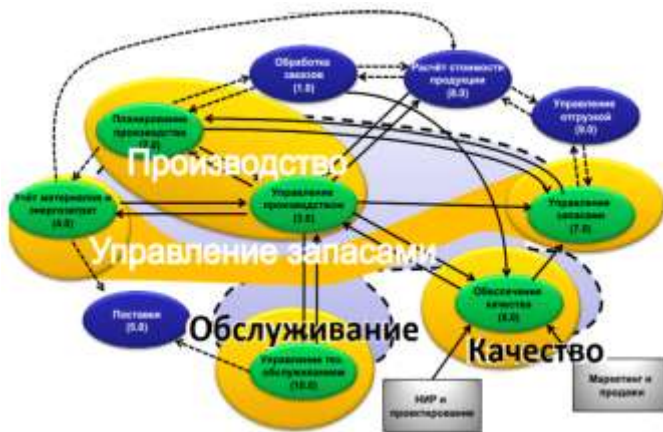 Обработка
заказов
(1.0)
Расчёт стоимости
продукции
(8.0)
Управление
отгрузкой
(9.0)
Планирование
производства
(2.0)
Производство
Учёт материалов и
энергозатрат
(4.0)
Управление
производством
(3.0)
Управление
запасами
(7.0)
Управление запасами
Поставки
(5.0)
Обеспечение
качества
(6.0)
Обслуживание
Качество
Управление тех.
обслуживанием
(10.0)
НИР и
проектирование
Маркетинг и
продажи